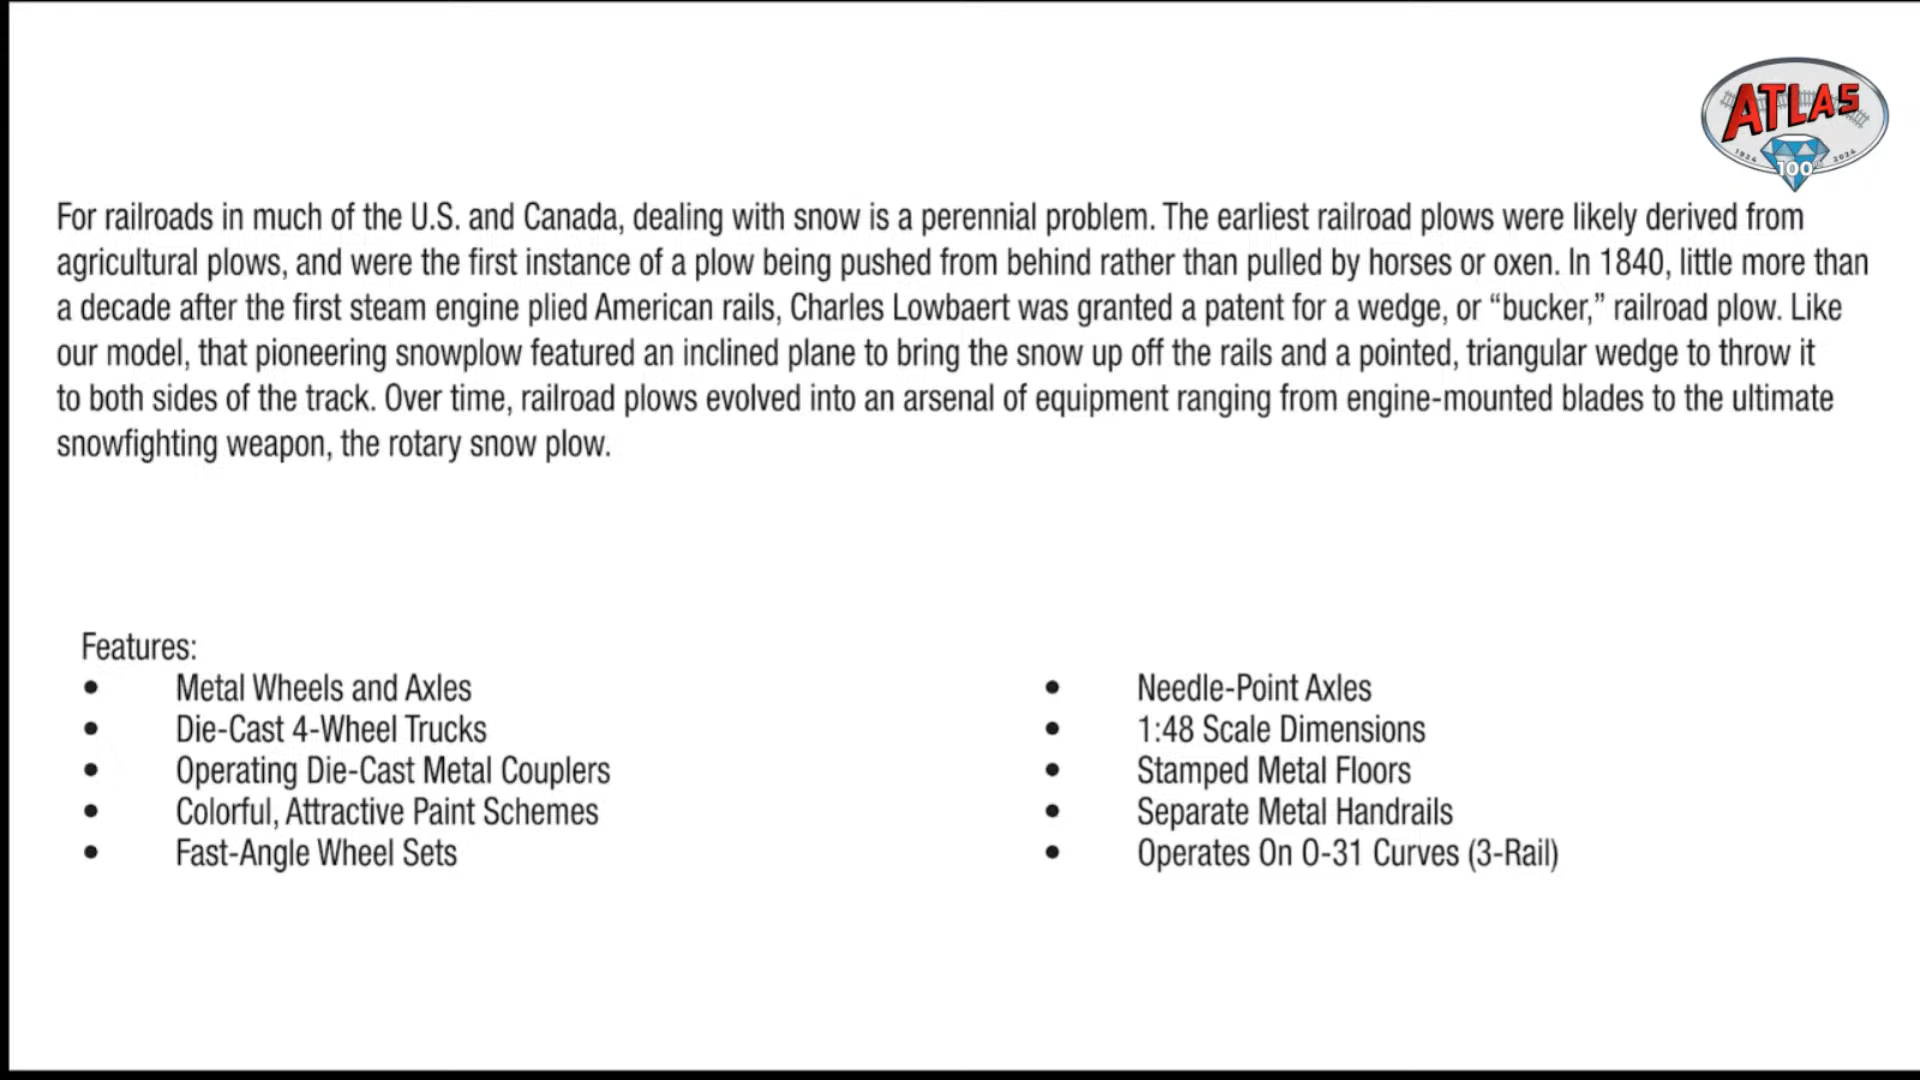 ATLAS
1924 100 2024
For railroads in much of the U.S. and Canada, dealing with snow is a perennial problem. The earliest railroad plows were likely derived from
agricultural plows, and were the first instance of a plow being pushed from behind rather than pulled by horses or oxen. In 1840, little more than
a decade after the first steam engine plied American rails, Charles Lowbaert was granted a patent for a wedge, or “bucker,” railroad plow. Like
our model, that pioneering snowplow featured an inclined plane to bring the snow up off the rails and a pointed, triangular wedge to throw it
to both sides of the track. Over time, railroad plows evolved into an arsenal of equipment ranging from engine-mounted blades to the ultimate
snowfighting weapon, the rotary snow plow.
Features:
• Metal Wheels and Axles
• Die-Cast 4-Wheel Trucks
• Operating Die-Cast Metal Couplers
• Colorful, Attractive Paint Schemes
• Fast-Angle Wheel Sets
• Needle-Point Axles
• 1:48 Scale Dimensions
• Stamped Metal Floors
• Separate Metal Handrails
• Operates On O-31 Curves (3-Rail)